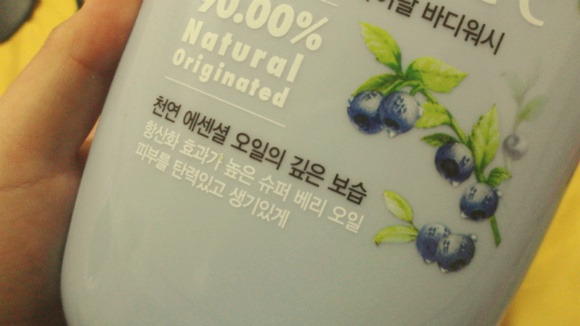 90.00%
Natural
Originated
바디워시
천연 에센셜 오일의 깊은 보습
항산화 효과가 높은 슈퍼 베리 오일
피부를 탄력있고 생기있게